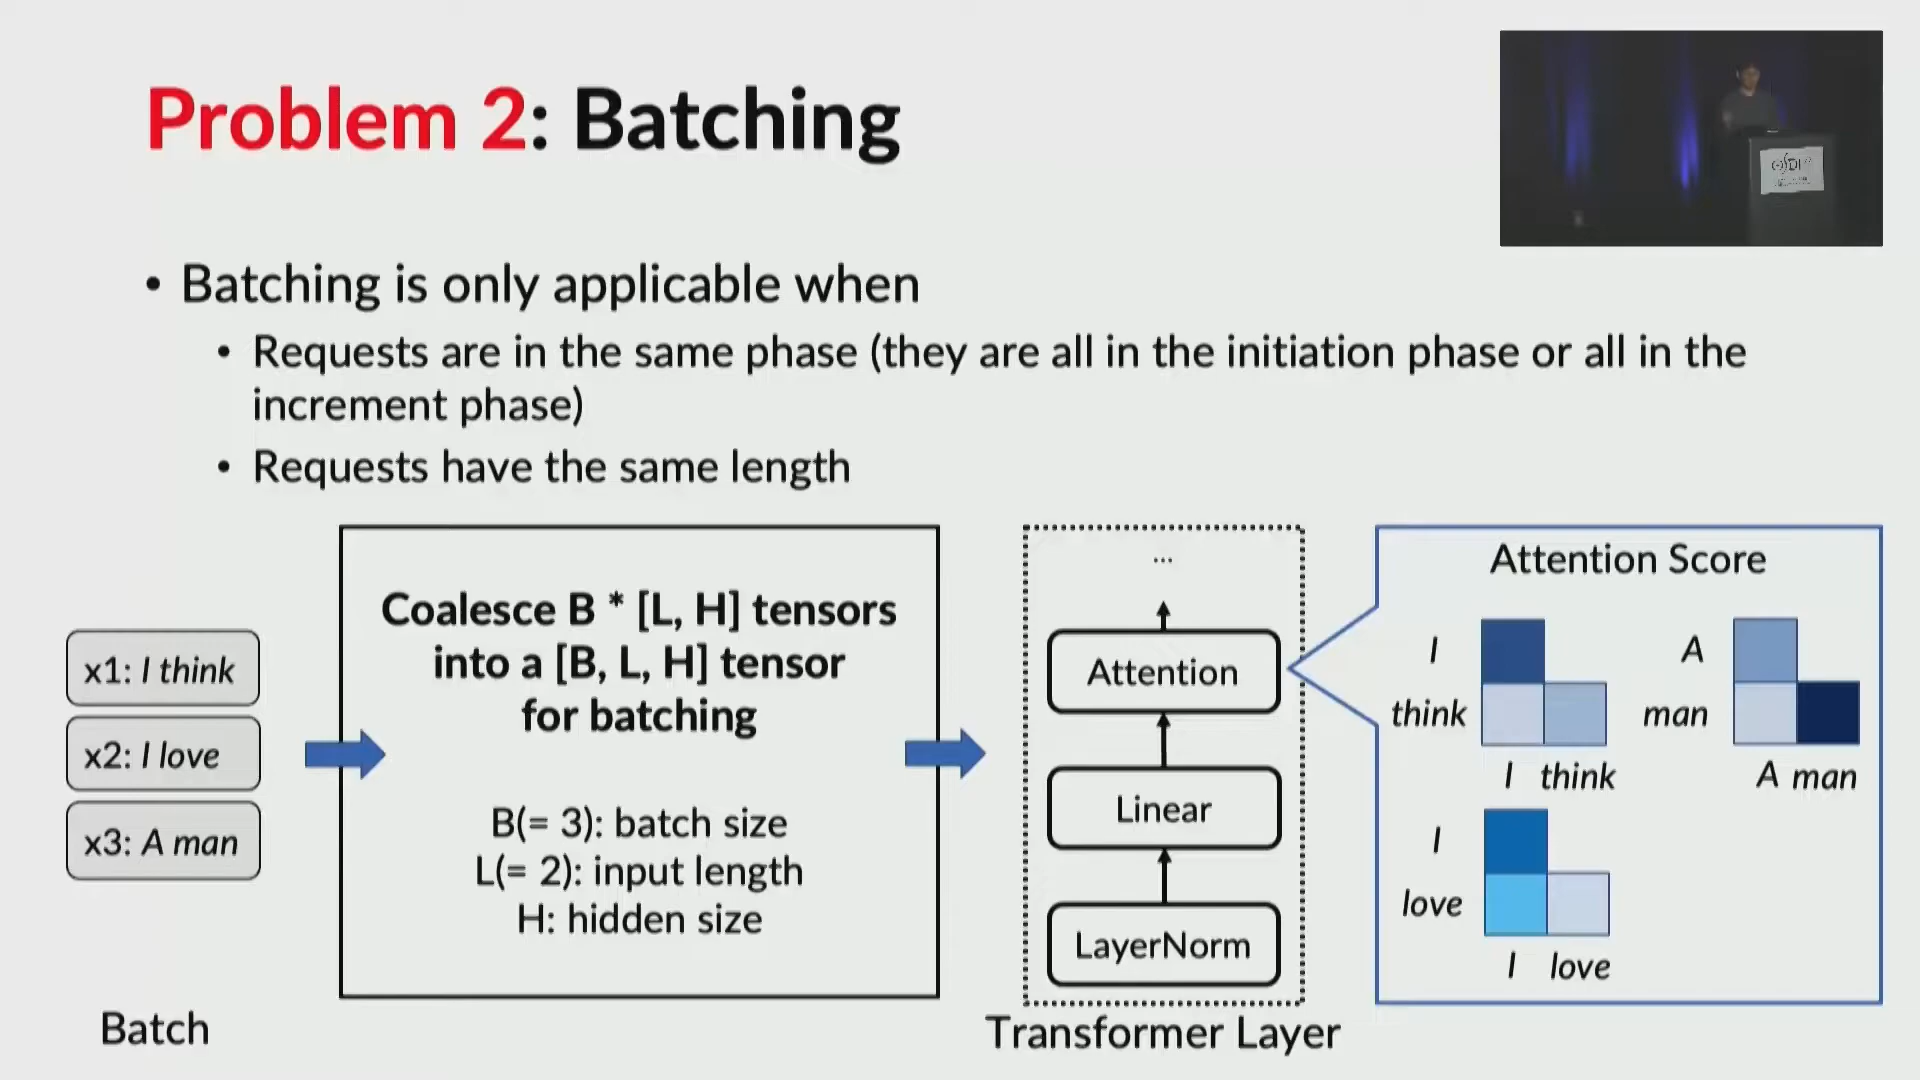 Problem 2: Batching
OSDI
• Batching is only applicable when
• Requests are in the same phase (they are all in the initiation phase or all in the
increment phase)
• Requests have the same length
x1: I think
x2: I love
x3: A man
Batch
Coalesce B * [L, H] tensors
into a [B, L, H] tensor
for batching
B(= 3): batch size
L(= 2): input length
H: hidden size
...
Attention
Linear
LayerNorm
Transformer Layer
Attention Score
I
think
I think
A
man
A man
I
love
I love